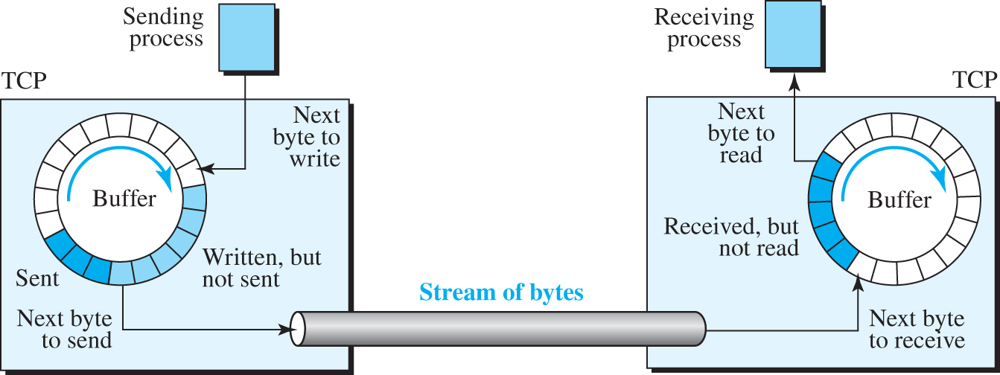 Sending
process
TCP
Next
byte to
write
Buffer
Written, but
not sent
Sent
Next byte
to send
Stream of bytes
Receiving
process
TCP
Next
byte to
read
Buffer
Received, but
not read
Next byte
to receive